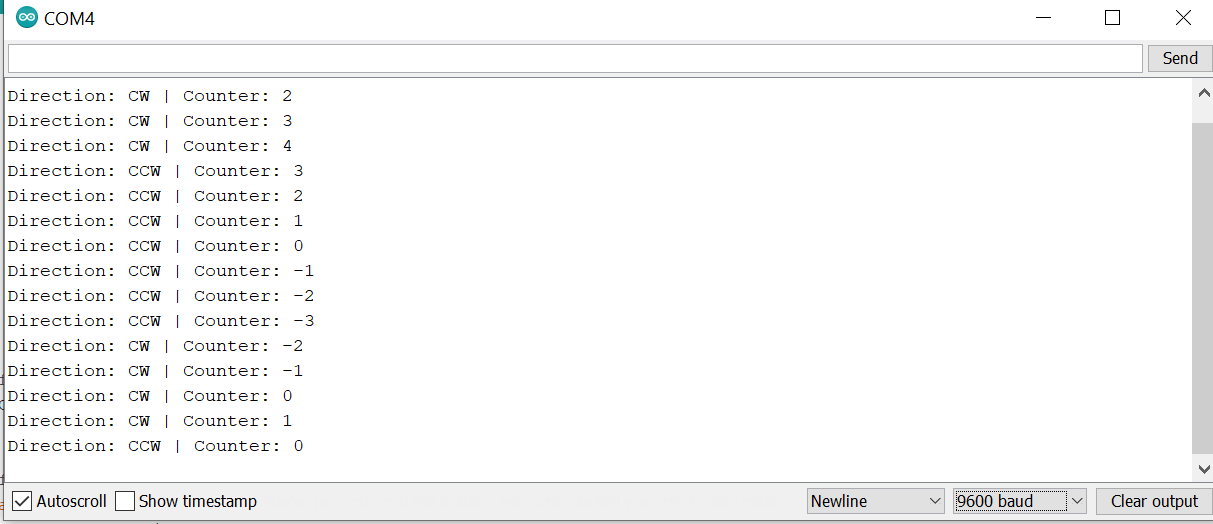 COM4
Send
Direction: CW | Counter: 2
Direction: CW | Counter: 3
Direction: CW | Counter: 4
Direction: CCW | Counter: 3
Direction: CCW | Counter: 2
Direction: CCW | Counter: 1
Direction: CCW | Counter: 0
Direction: CCW | Counter: -1
Direction: CCW | Counter: -2
Direction: CCW | Counter: -3
Direction: CW | Counter: -2
Direction: CW | Counter: -1
Direction: CW | Counter: 0
Direction: CW | Counter: 1
Direction: CCW | Counter: 0
Autoscroll Show timestamp Newline 9600 baud Clear output